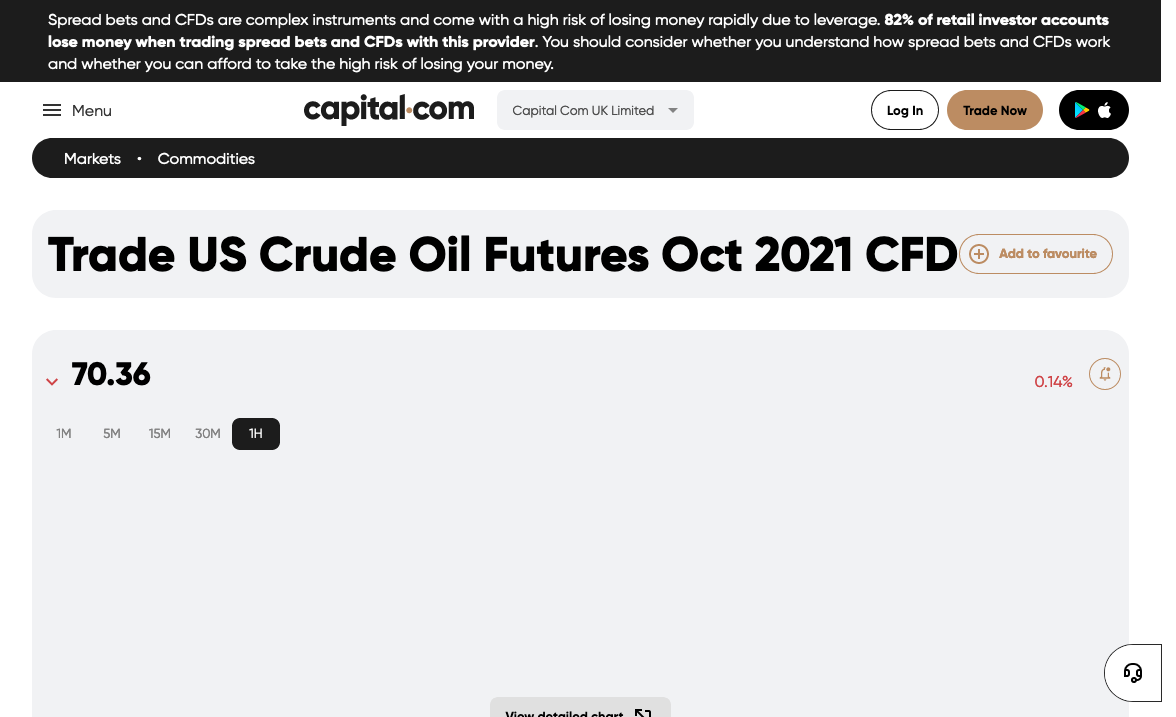 Spread bets and CFDs are complex instruments and come with a high risk of losing money rapidly due to leverage. 82% of retail investor accounts
lose money when trading spread bets and CFDs with this provider. You should consider whether you understand how spread bets and CFDs work
and whether you can afford to take the high risk of losing your money.
Menu
capital.com
Capital Com UK Limited
Log In
Trade Now
Markets • Commodities
Trade US Crude Oil Futures Oct 2021 CFD
Add to favourite
70.36
0.14%
1M 5M 15M 30M 1H
View detailed chart